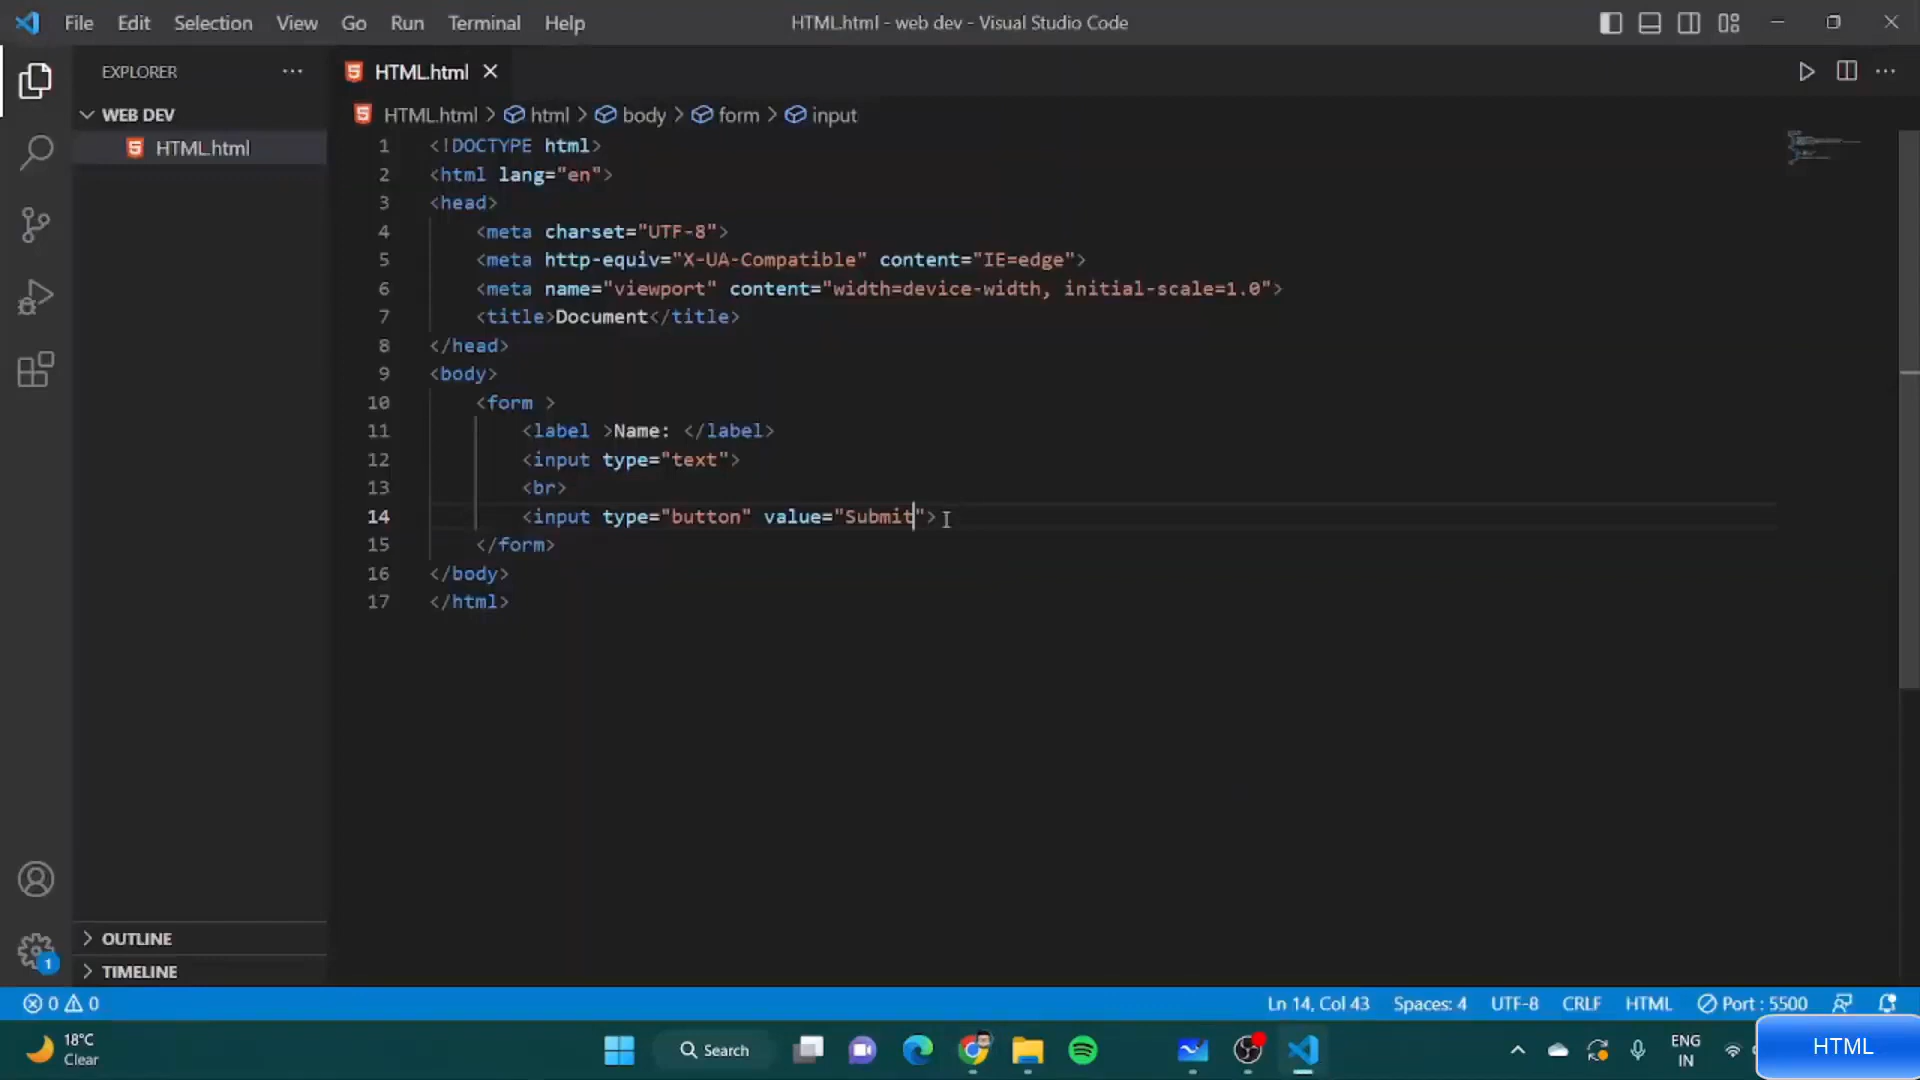 File Edit Selection View Go Run Terminal Help
HTML.html - web dev - Visual Studio Code
EXPLORER
HTML.html
WEB DEV
HTML.html > html > body > form > input
HTML.html
1 <!DOCTYPE html>
2 <html lang="en">
3 <head>
4 <meta charset="UTF-8">
5 <meta http-equiv="X-UA-Compatible" content="IE=edge">
6 <meta name="viewport" content="width=device-width, initial-scale=1.0">
7 <title>Document</title>
8 </head>
9 <body>
10 <form >
11 <label >Name: </label>
12 <input type="text">
13 <br>
14 <input type="button" value="Submit">
15 </form>
16 </body>
17 </html>
OUTLINE
1
TIMELINE
0 0
Ln 14, Col 43 Spaces: 4 UTF-8 CRLF HTML Port : 5500
18°C
Clear
Search
ENG
IN
HTML